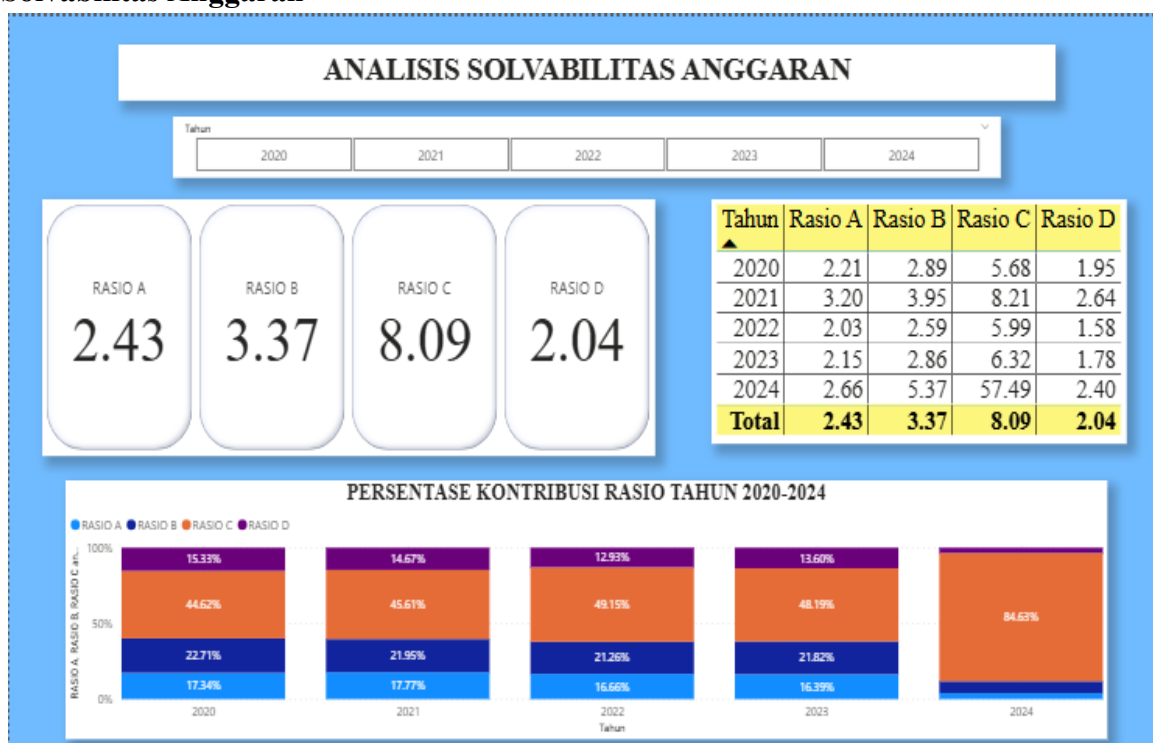 Solvabilitas Anggaran
ANALISIS SOLVABILITAS ANGGARAN
Tahun
2020 2021 2022 2023 2024
RASIO A
2.43
RASIO B
3.37
RASIO C
8.09
RASIO D
2.04
Tahun Rasio A Rasio B Rasio C Rasio D
2020 2.21 2.89 5.68 1.95
2021 3.20 3.95 8.21 2.64
2022 2.03 2.59 5.99 1.58
2023 2.15 2.86 6.32 1.78
2024 2.66 5.37 57.49 2.40
Total 2.43 3.37 8.09 2.04
PERSENTASE KONTRIBUSI RASIO TAHUN 2020-2024
RASIO A RASIO B RASIO C RASIO D
RASIO A, RASIO B, RASIO C an...
100%
50%
0%
15.33% 14.67% 12.93% 13.60%
44.62% 45.61% 49.15% 48.19% 84.63%
22.71% 21.95% 21.26% 21.82%
17.34% 17.77% 16.66% 16.39%
2020 2021 2022 2023 2024
Tahun